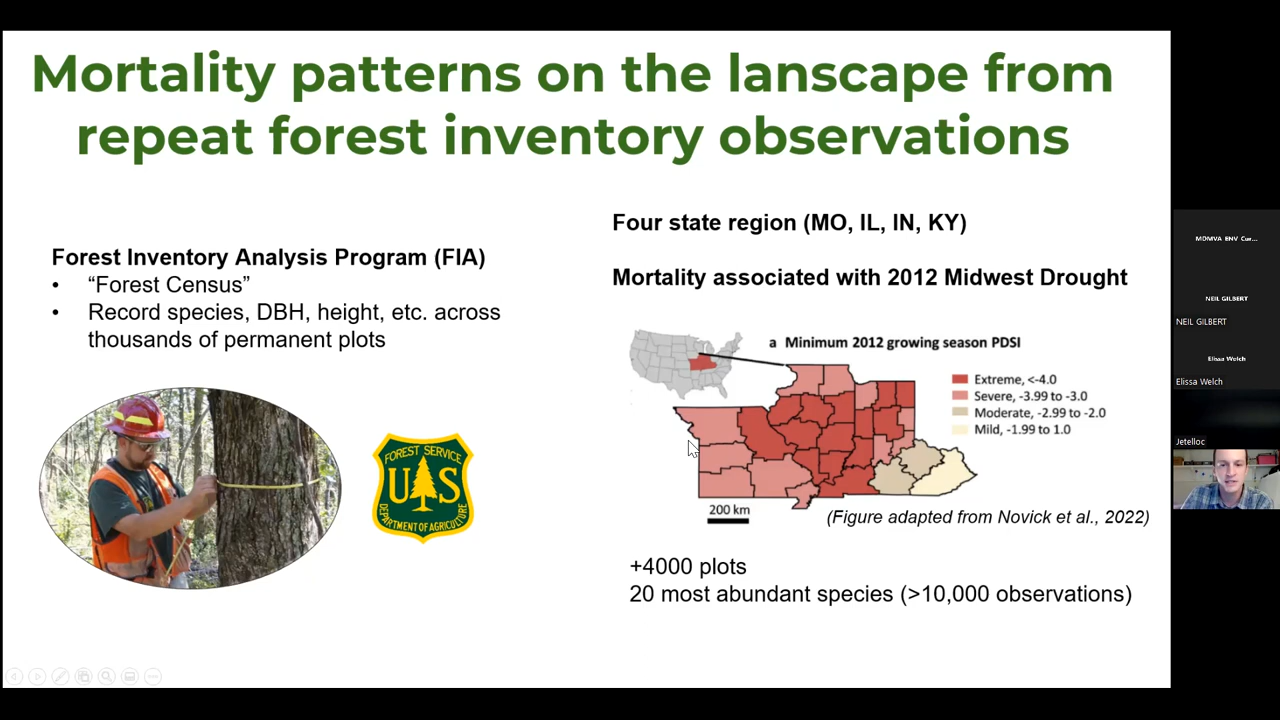 Mortality patterns on the lanscape from
repeat forest inventory observations
Forest Inventory Analysis Program (FIA)
• “Forest Census”
• Record species, DBH, height, etc. across
thousands of permanent plots
FOREST SERVICE
U S
DEPARTMENT OF AGRICULTURE
Four state region (MO, IL, IN, KY)
Mortality associated with 2012 Midwest Drought
a Minimum 2012 growing season PDSI
Extreme, <-4.0
Severe, -3.99 to -3.0
Moderate, -2.99 to -2.0
Mild, -1.99 to 1.0
200 km
(Figure adapted from Novick et al., 2022)
+4000 plots
20 most abundant species (>10,000 observations)
MDMVA ENV Cur...
NEIL GILBERT
NEIL GILBERT
Elissa Welch
Elissa Welch
Jetelloc